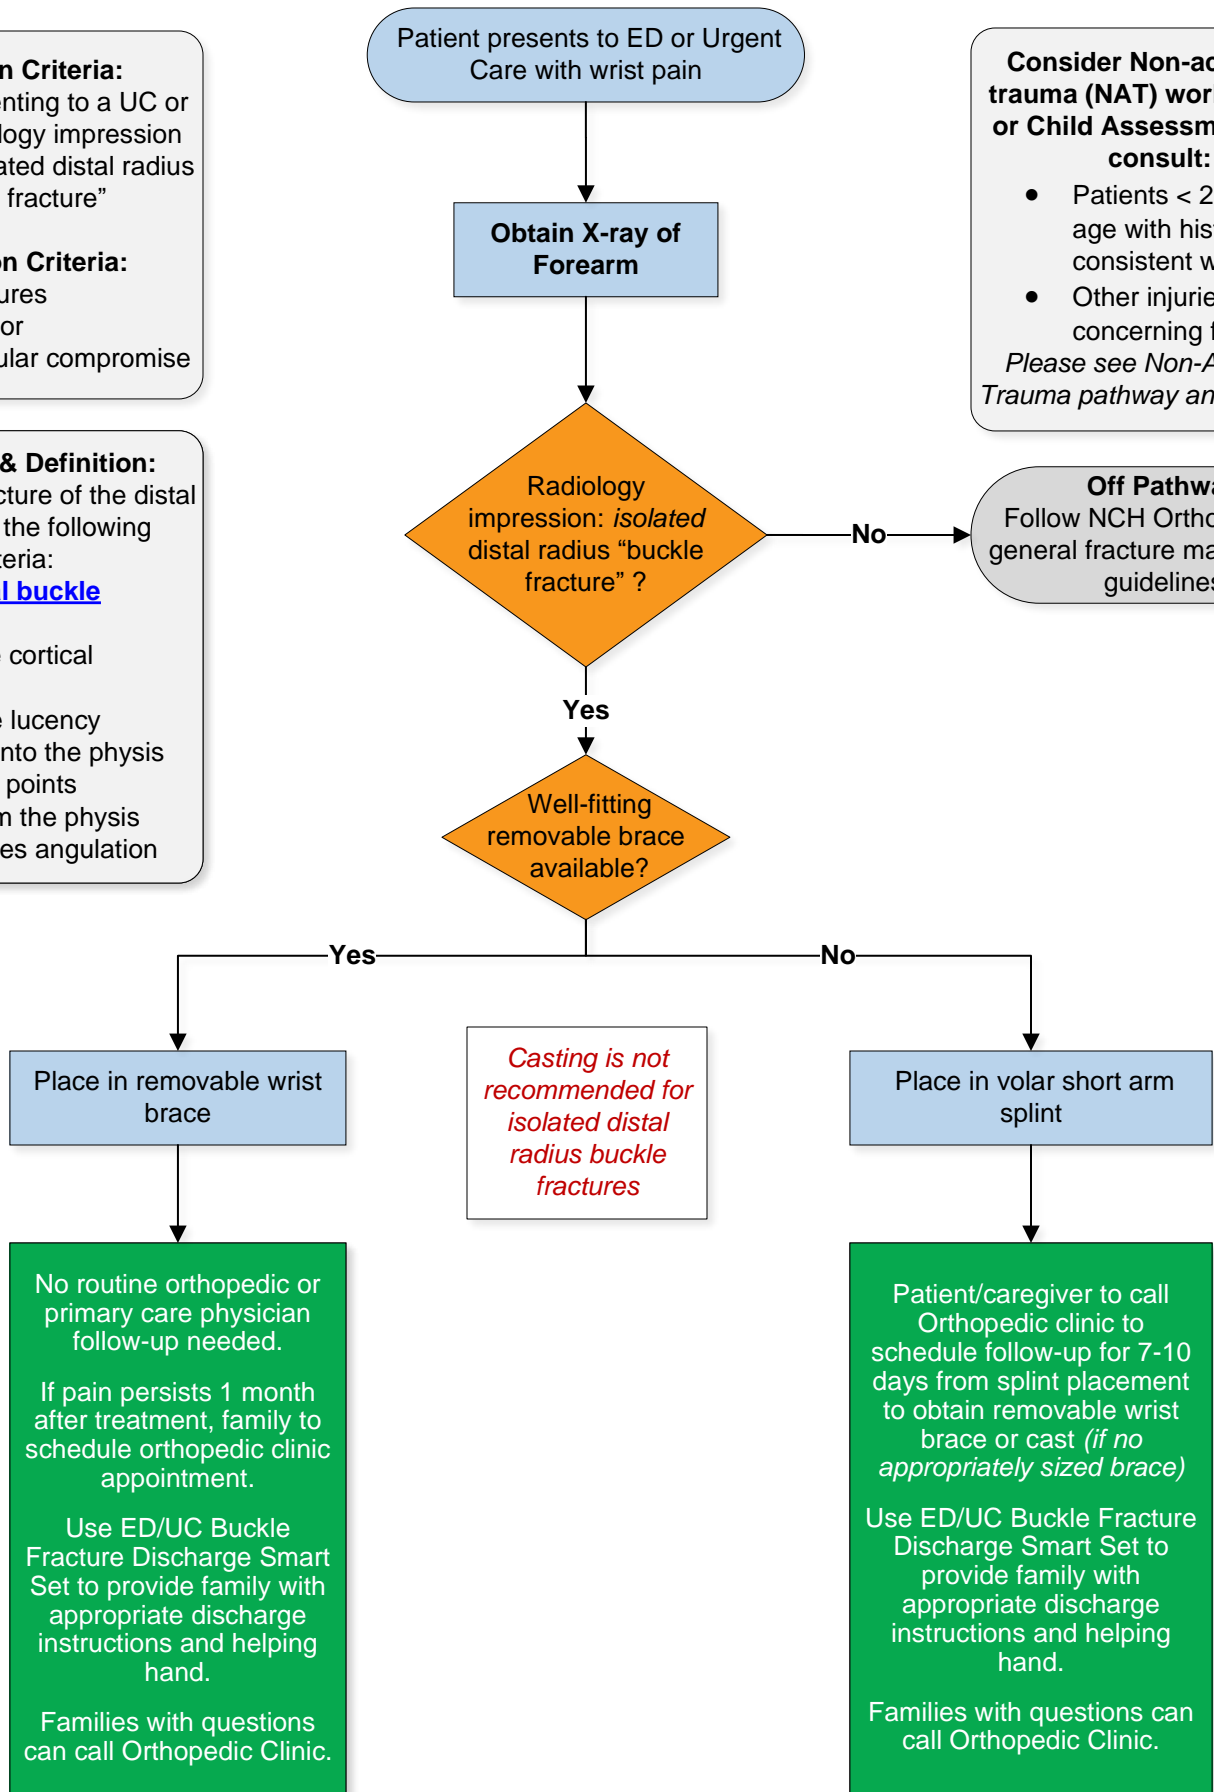 Patient presents to ED or Urgent
Care with wrist pain
n Criteria:
enting to a UC or
logy impression
ated distal radius
fracture”
on Criteria:
ures
or
ular compromise
Consider Non-ac
trauma (NAT) wor
or Child Assessm
consult:
• Patients < 2
age with his
consistent w
• Other injurie
concerning f
Please see Non-A
Trauma pathway an
Obtain X-ray of
Forearm
& Definition:
cture of the distal
the following
teria:
al buckle
e cortical
e lucency
nto the physis
points
m the physis
es angulation
Radiology
impression: isolated
distal radius “buckle
fracture” ?
No
Off Pathwa
Follow NCH Ortho
general fracture ma
guidelines
Yes
Well-fitting
removable brace
available?
Yes
No
Place in removable wrist
brace
Casting is not
recommended for
isolated distal
radius buckle
fractures
Place in volar short arm
splint
No routine orthopedic or
primary care physician
follow-up needed.
If pain persists 1 month
after treatment, family to
schedule orthopedic clinic
appointment.
Use ED/UC Buckle
Fracture Discharge Smart
Set to provide family with
appropriate discharge
instructions and helping
hand.
Families with questions
can call Orthopedic Clinic.
Patient/caregiver to call
Orthopedic clinic to
schedule follow-up for 7-10
days from splint placement
to obtain removable wrist
brace or cast (if no
appropriately sized brace)
Use ED/UC Buckle Fracture
Discharge Smart Set to
provide family with
appropriate discharge
instructions and helping
hand.
Families with questions can
call Orthopedic Clinic.